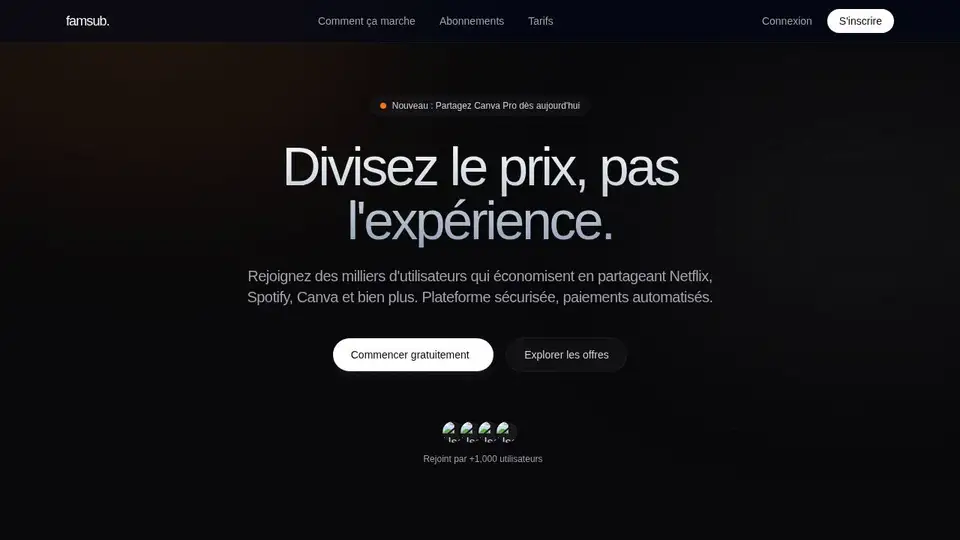 famsub.
Comment ça marche
Abonnements
Tarifs
Connexion
S'inscrire
Nouveau : Partagez Canva Pro dès aujourd'hui
Divisez le prix, pas
l'expérience.
Rejoignez des milliers d'utilisateurs qui économisent en partageant Netflix,
Spotify, Canva et bien plus. Plateforme sécurisée, paiements automatisés.
Commencer gratuitement
Explorer les offres
Rejoint par +1,000 utilisateurs